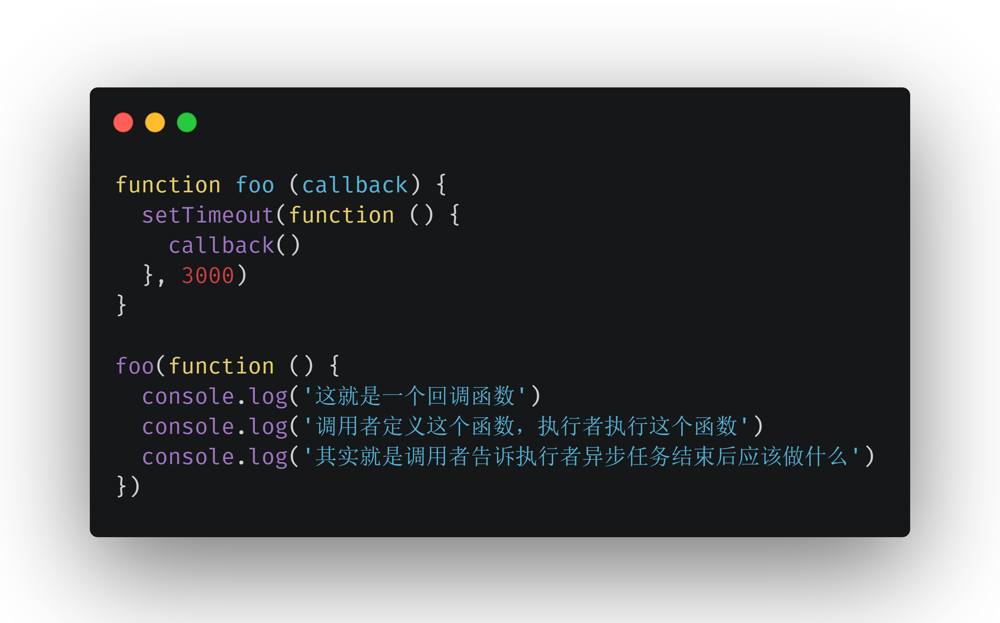 function foo (callback) {
  setTimeout(function () {
    callback()
  }, 3000)
}

foo(function () {
  console.log('这就是一个回调函数')
  console.log('调用者定义这个函数，执行者执行这个函数')
  console.log('其实就是调用者告诉执行者异步任务结束后应该做什么')
})